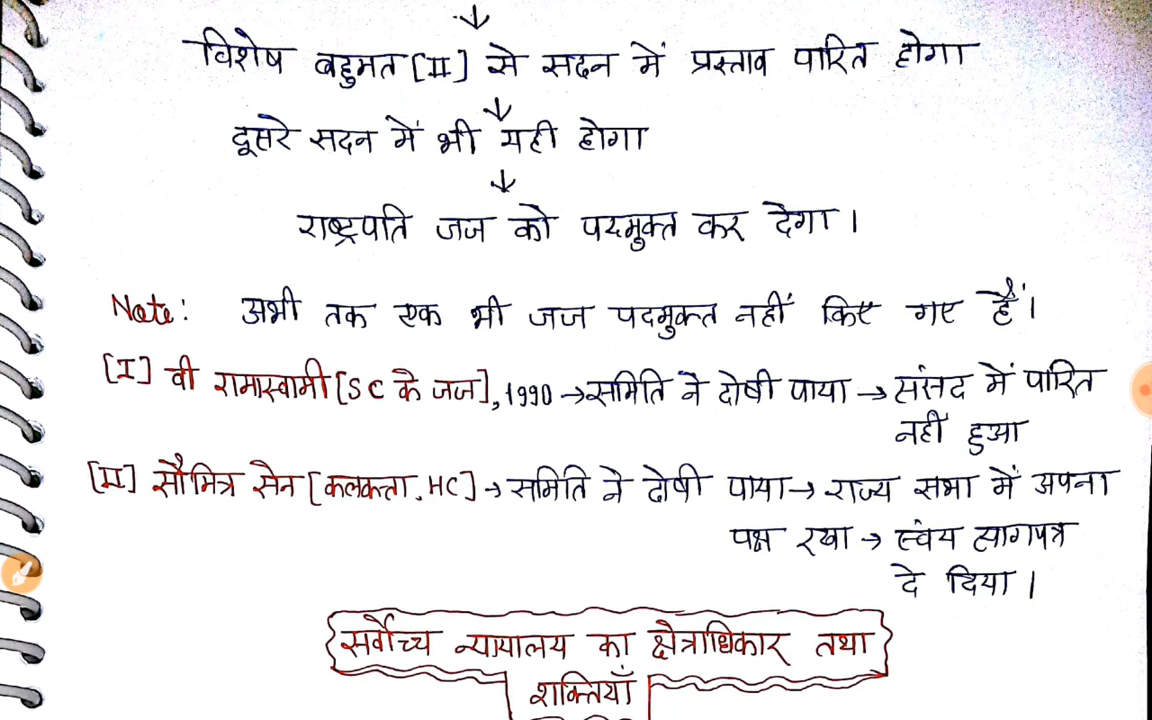 ↓
विशेष बहुमत [II] से सदन में प्रस्ताव पारित होगा
↓
दूसरे सदन में भी यही होगा
↓
राष्ट्रपति जज को पदमुक्त कर देगा।
Note: अभी तक एक भी जज पदमुक्त नहीं किए गए हैं।
[I] वी रामास्वामी [SC के जज], 1990 → समिति ने दोषी पाया → संसद में पारित
नहीं हुआ
[II] सौमित्र सेन [कलकता, HC] → समिति ने दोषी पाया → राज्य सभा में अपना
पक्ष रखा → स्वंय त्यागपत्र
दे दिया।
सर्वोच्च न्यायालय का क्षेत्राधिकार तथा
शक्तियाँ